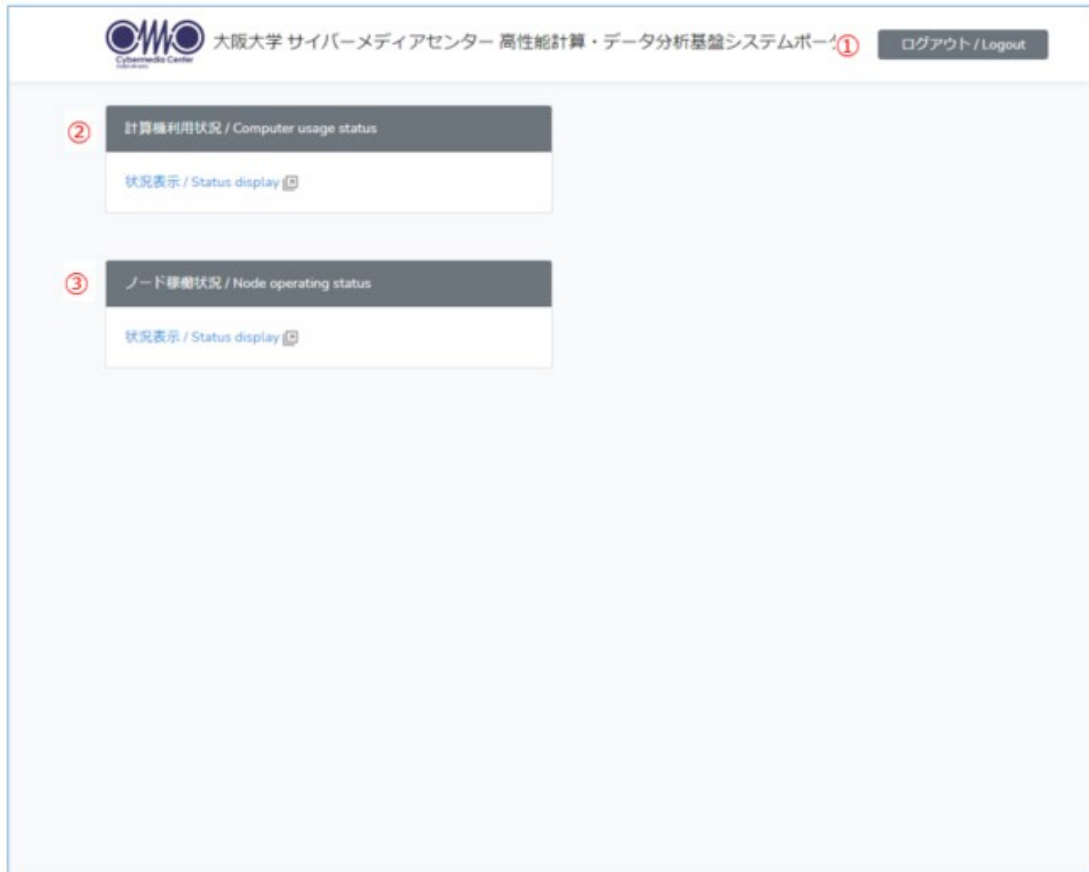 Cybermedia Center
大阪大学 サイバーメディアセンター 高性能計算・データ分析基盤システムポー
① ログアウト / Logout
② 計算機利用状況 / Computer usage status
状況表示 / Status display
③ ノード稼働状況 / Node operating status
状況表示 / Status display